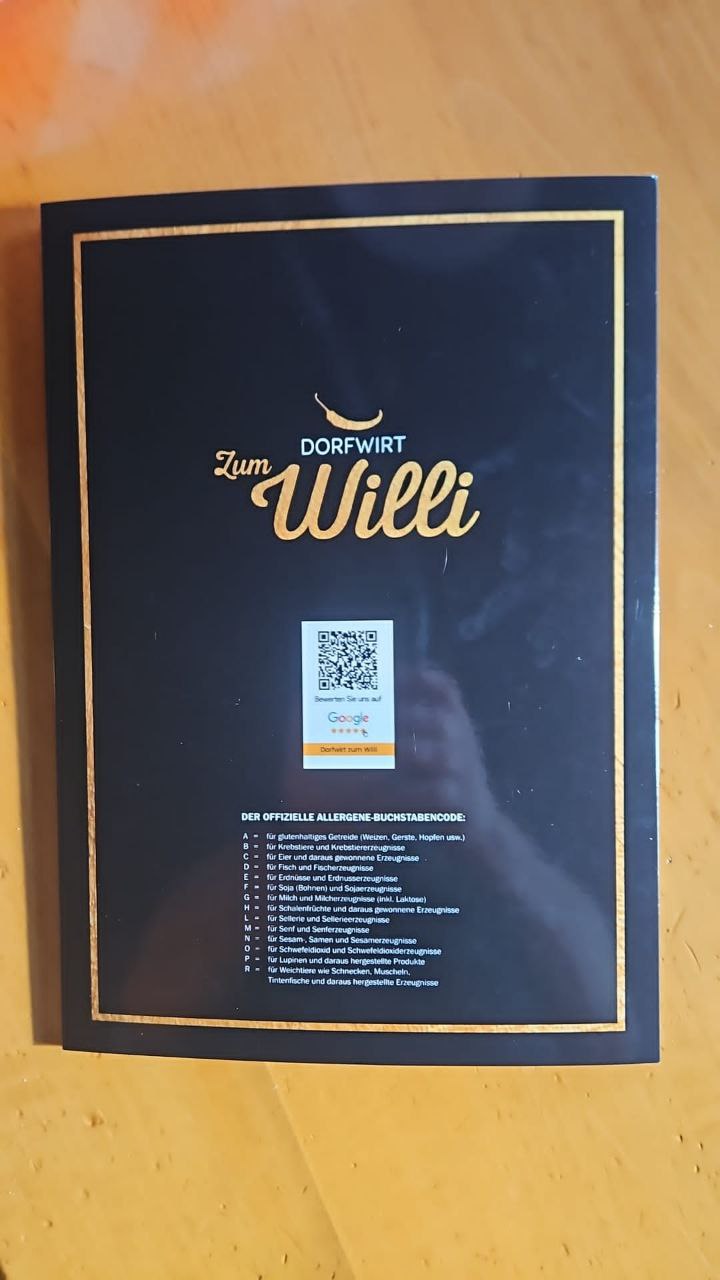 DORFWIRT
Zum Willi
Bewerten Sie uns auf
Google
Dorfwirt zum Willi
DER OFFIZIELLE ALLERGENE-BUCHSTABENCODE:
A = für glutenhaltiges Getreide (Weizen, Gerste, Hopfen usw.)
B = für Krebstiere und Krebstiererzeugnisse
C = für Eier und daraus gewonnene Erzeugnisse
D = für Fisch und Fischerzeugnisse
E = für Erdnüsse und Erdnusserzeugnisse
F = für Soja (Bohnen) und Sojaerzeugnisse
G = für Milch und Milcherzeugnisse (inkl. Laktose)
H = für Schalenfrüchte und daraus gewonnene Erzeugnisse
L = für Sellerie und Sellerieerzeugnisse
M = für Senf und Senferzeugnisse
N = für Sesam-, Samen und Sesamerzeugnisse
O = für Schwefeldioxid und Schwefeldioxiderzeugnisse
P = für Lupinen und daraus hergestellte Produkte
R = für Weichtiere wie Schnecken, Muscheln,
Tintenfische und daraus hergestellte Erzeugnisse